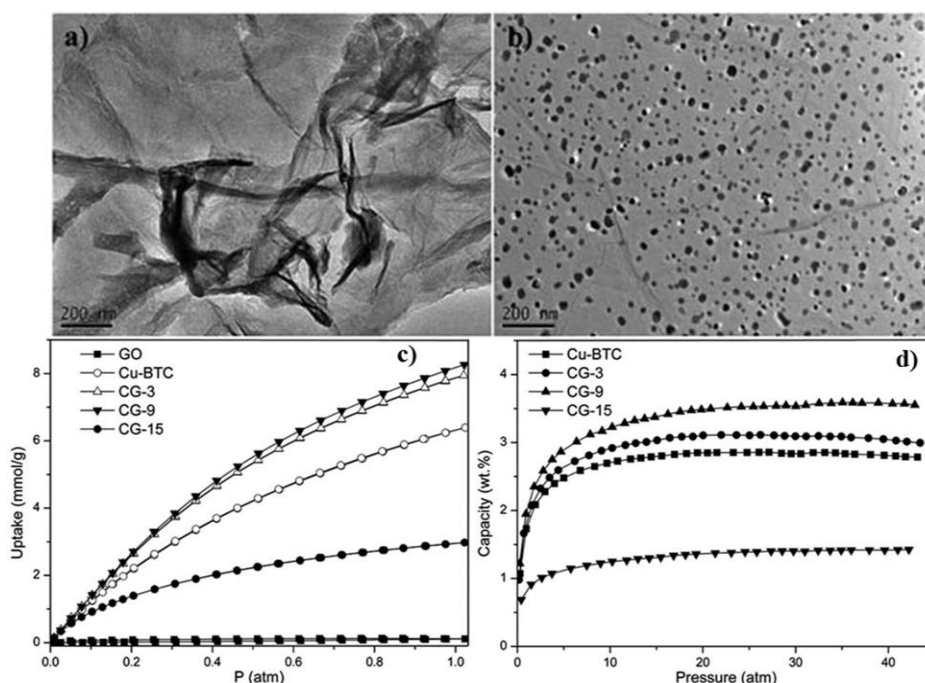 a)
200 nm
b)
200 nm
c)
GO
Cu-BTC
CG-3
CG-9
CG-15
8
6
4
2
0
Uptake (mmol/g)
0.0 0.2 0.4 0.6 0.8 1.0
P (atm)
d)
Cu-BTC
CG-3
CG-9
CG-15
5
4
3
2
1
0
Capacity (wt.%)
0 10 20 30 40
Pressure (atm)